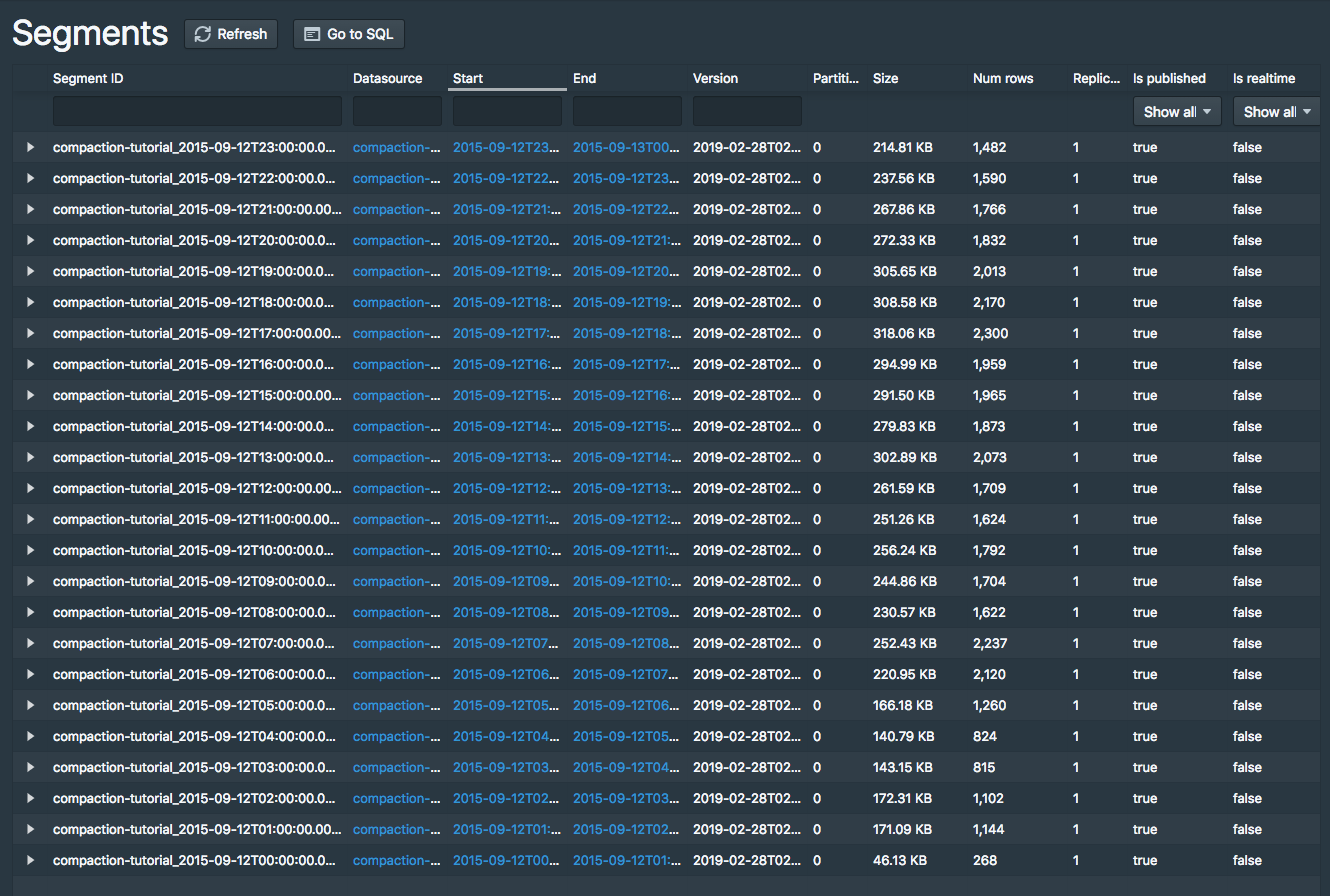 Segments Refresh Go to SQL
Segment ID Datasource Start End Version Partiti... Size Num rows Replic... Is published Is realtime
Show all Show all
compaction-tutorial_2015-09-12T23:00:00.0... compaction-... 2015-09-12T23... 2015-09-13T00... 2019-02-28T02... 0 214.81 KB 1,482 1 true false
compaction-tutorial_2015-09-12T22:00:00.0... compaction-... 2015-09-12T22... 2015-09-12T23... 2019-02-28T02... 0 237.56 KB 1,590 1 true false
compaction-tutorial_2015-09-12T21:00:00.00... compaction-... 2015-09-12T21:... 2015-09-12T22... 2019-02-28T02... 0 267.86 KB 1,766 1 true false
compaction-tutorial_2015-09-12T20:00:00.0... compaction-... 2015-09-12T20... 2015-09-12T21:... 2019-02-28T02... 0 272.33 KB 1,832 1 true false
compaction-tutorial_2015-09-12T19:00:00.0... compaction-... 2015-09-12T19:... 2015-09-12T20... 2019-02-28T02... 0 305.65 KB 2,013 1 true false
compaction-tutorial_2015-09-12T18:00:00.0... compaction-... 2015-09-12T18:... 2015-09-12T19:... 2019-02-28T02... 0 308.58 KB 2,170 1 true false
compaction-tutorial_2015-09-12T17:00:00.00... compaction-... 2015-09-12T17:... 2015-09-12T18:... 2019-02-28T02... 0 318.06 KB 2,300 1 true false
compaction-tutorial_2015-09-12T16:00:00.0... compaction-... 2015-09-12T16:... 2015-09-12T17:... 2019-02-28T02... 0 294.99 KB 1,959 1 true false
compaction-tutorial_2015-09-12T15:00:00.00... compaction-... 2015-09-12T15:... 2015-09-12T16:... 2019-02-28T02... 0 291.50 KB 1,965 1 true false
compaction-tutorial_2015-09-12T14:00:00.0... compaction-... 2015-09-12T14:... 2015-09-12T15:... 2019-02-28T02... 0 279.83 KB 1,873 1 true false
compaction-tutorial_2015-09-12T13:00:00.0... compaction-... 2015-09-12T13:... 2015-09-12T14:... 2019-02-28T02... 0 302.89 KB 2,073 1 true false
compaction-tutorial_2015-09-12T12:00:00.00... compaction-... 2015-09-12T12:... 2015-09-12T13:... 2019-02-28T02... 0 261.59 KB 1,709 1 true false
compaction-tutorial_2015-09-12T11:00:00.00... compaction-... 2015-09-12T11:... 2015-09-12T12:... 2019-02-28T02... 0 251.26 KB 1,624 1 true false
compaction-tutorial_2015-09-12T10:00:00.0... compaction-... 2015-09-12T10:... 2015-09-12T11:... 2019-02-28T02... 0 256.24 KB 1,792 1 true false
compaction-tutorial_2015-09-12T09:00:00.0... compaction-... 2015-09-12T09... 2015-09-12T10:... 2019-02-28T02... 0 244.86 KB 1,704 1 true false
compaction-tutorial_2015-09-12T08:00:00.0... compaction-... 2015-09-12T08... 2015-09-12T09... 2019-02-28T02... 0 230.57 KB 1,622 1 true false
compaction-tutorial_2015-09-12T07:00:00.0... compaction-... 2015-09-12T07... 2015-09-12T08... 2019-02-28T02... 0 252.43 KB 2,237 1 true false
compaction-tutorial_2015-09-12T06:00:00.0... compaction-... 2015-09-12T06... 2015-09-12T07... 2019-02-28T02... 0 220.95 KB 2,120 1 true false
compaction-tutorial_2015-09-12T05:00:00.0... compaction-... 2015-09-12T05... 2015-09-12T06... 2019-02-28T02... 0 166.18 KB 1,260 1 true false
compaction-tutorial_2015-09-12T04:00:00.0... compaction-... 2015-09-12T04... 2015-09-12T05... 2019-02-28T02... 0 140.79 KB 824 1 true false
compaction-tutorial_2015-09-12T03:00:00.0... compaction-... 2015-09-12T03... 2015-09-12T04... 2019-02-28T02... 0 143.15 KB 815 1 true false
compaction-tutorial_2015-09-12T02:00:00.0... compaction-... 2015-09-12T02... 2015-09-12T03... 2019-02-28T02... 0 172.31 KB 1,102 1 true false
compaction-tutorial_2015-09-12T01:00:00.00... compaction-... 2015-09-12T01:... 2015-09-12T02... 2019-02-28T02... 0 171.09 KB 1,144 1 true false
compaction-tutorial_2015-09-12T00:00:00.0... compaction-... 2015-09-12T00... 2015-09-12T01:... 2019-02-28T02... 0 46.13 KB 268 1 true false